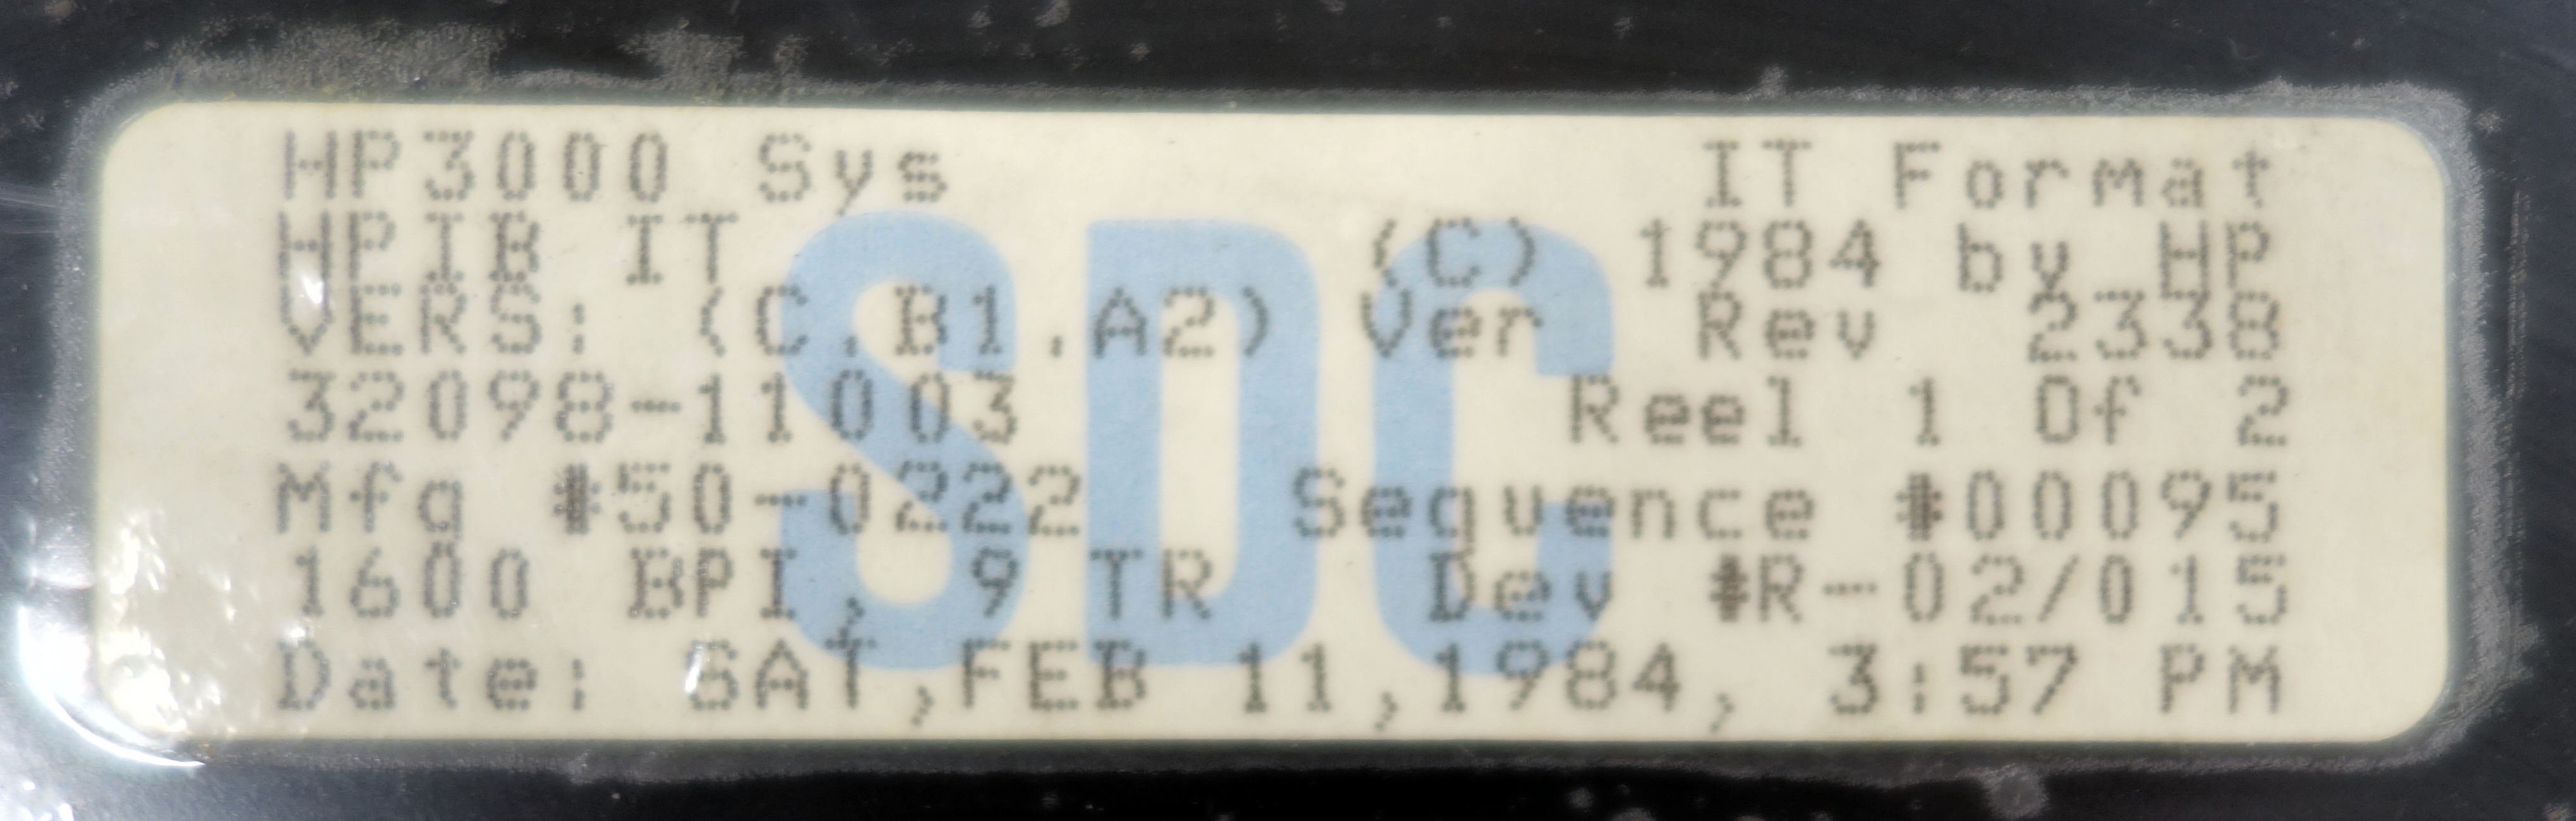 HP3000 Sys IT Format
HPIB IT (C) 1984 by HP
VERS: (C.B1.A2) Ver Rev 2338
32098-11003 Reel 1 Of 2
Mfg #50-0222 Sequence #00095
1600 BPI, 9 TR Dev #R-02/015
Date: SAT,FEB 11,1984, 3:57 PM
SDC